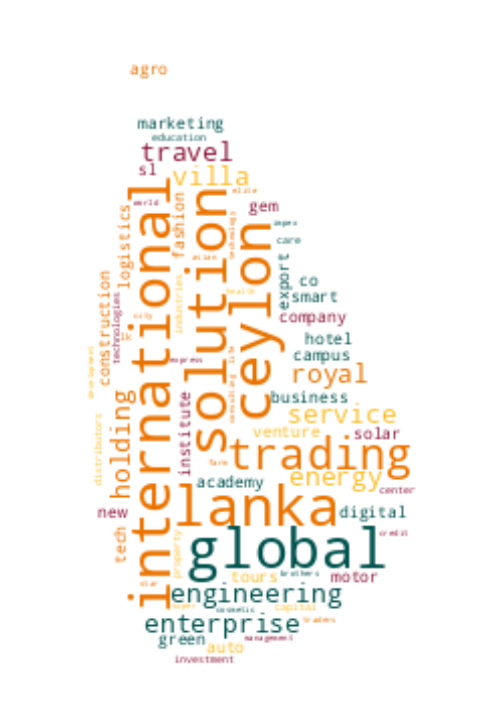 agro
marketing
education
travel
sl
villa
elite
world
international
solution
ceylon
fashion
logistics
technology
gem
impex
care
asian
export
co
smart
health
industries
construction
technologies
city
company
hotel
campus
express
royal
life
consulting
development
business
service
institute
holding
distributors
venture
solar
trading
farm
energy
center
academy
lanka
new
digital
tech
global
credit
property
tours
brothers
motor
star
engineering
super
cosmetic
capital
enterprise
traders
green
management
auto
investment